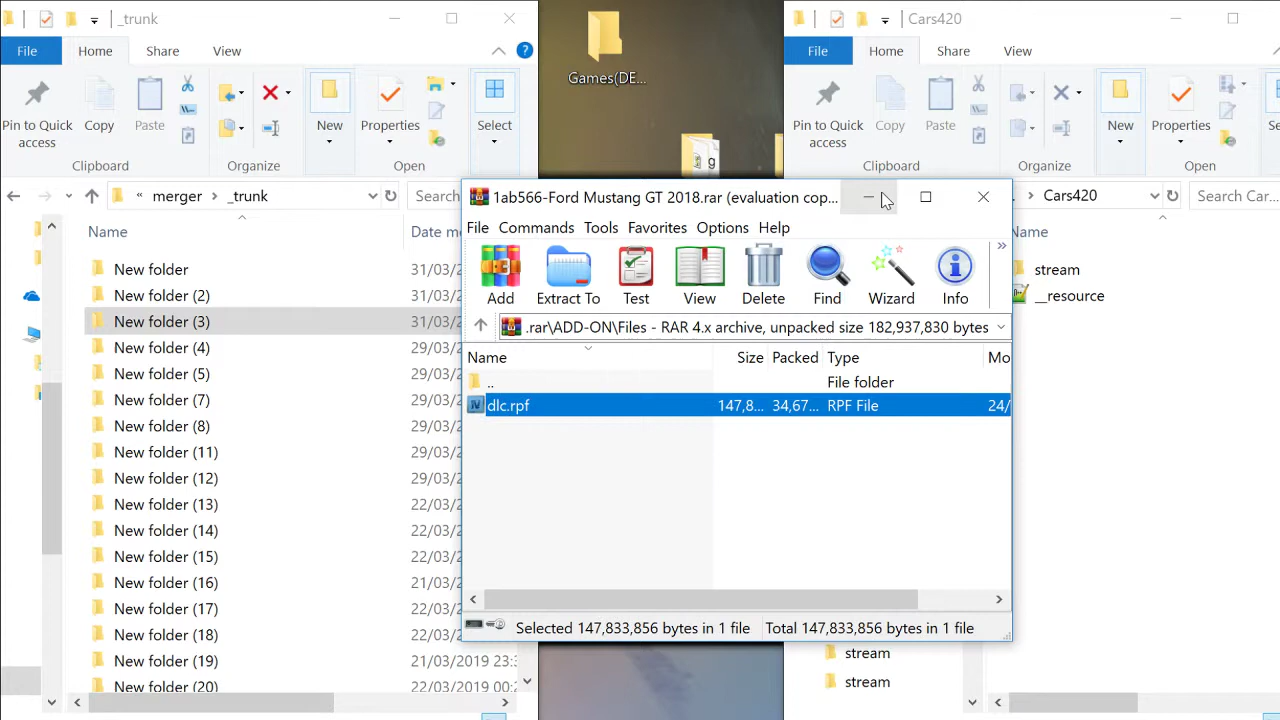 _trunk
File Home Share View
Pin to Quick access
Copy
Paste
New
Properties
Select
Clipboard Organize Open
« merger › _trunk
Search
Name Date mo
New folder 31/03/2
New folder (2) 31/03/2
New folder (3) 31/03/2
New folder (4) 29/03/2
New folder (5) 29/03/2
New folder (7) 29/03/2
New folder (8) 29/03/2
New folder (11) 29/03/2
New folder (12) 29/03/2
New folder (13) 22/03/2
New folder (14) 22/03/2
New folder (15) 22/03/2
New folder (16) 21/03/2
New folder (17) 22/03/2
New folder (18) 22/03/2
New folder (19) 21/03/2019 23:3
New folder (20) 22/03/2019 00:2
Games(DE...
1ab566-Ford Mustang GT 2018.rar (evaluation cop...
File Commands Tools Favorites Options Help
Add Extract To Test View Delete Find Wizard Info
.rar\ADD-ON\Files - RAR 4.x archive, unpacked size 182,937,830 bytes
Name Size Packed Type Mo
.. File folder
dlc.rpf 147,8... 34,67... RPF File 24/
Selected 147,833,856 bytes in 1 file Total 147,833,856 bytes in 1 file
Cars420
File Home Share View
Pin to Quick access
Copy
Paste
New
Properties
Se
Clipboard Organize Open
Cars420
Search Car...
Name
stream
__resource
stream
stream